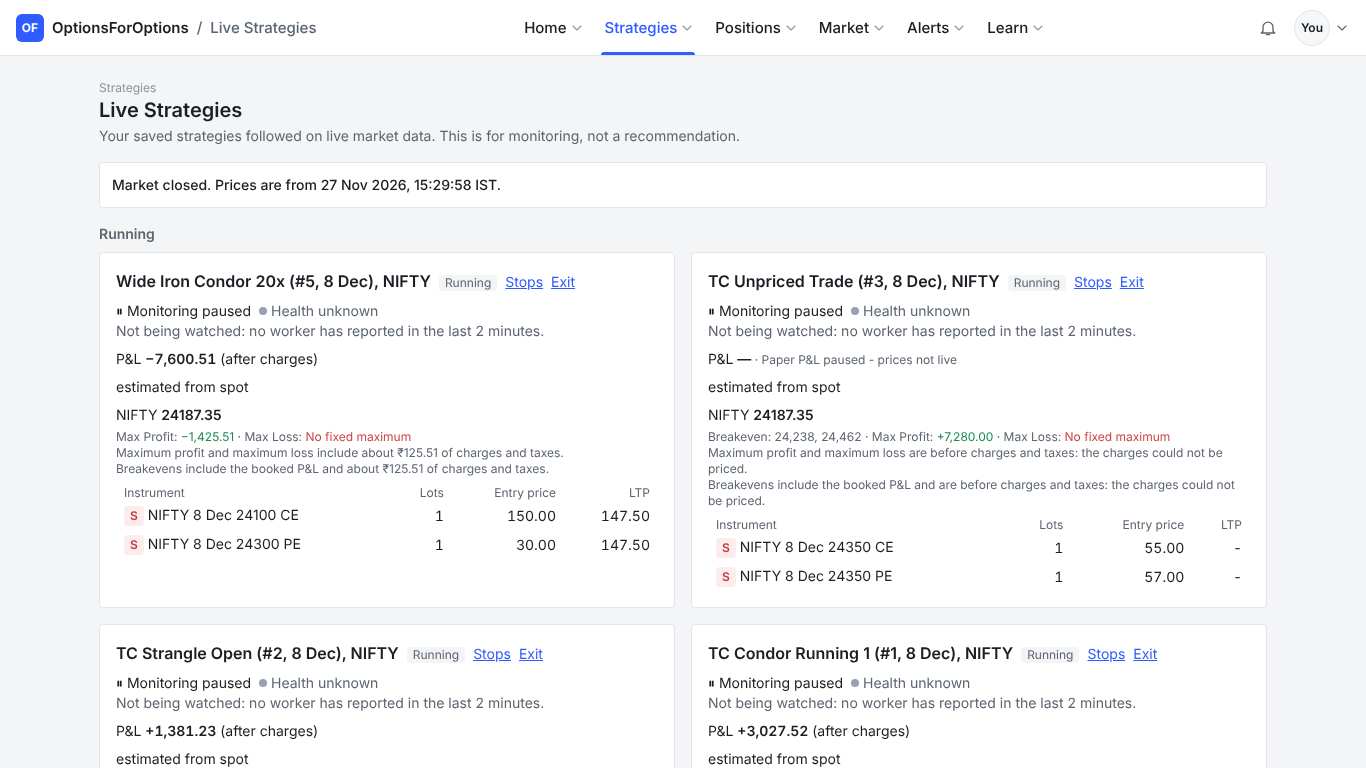 OF OptionsForOptions / Live Strategies Home Strategies Positions Market Alerts Learn You
Strategies
Live Strategies
Your saved strategies followed on live market data. This is for monitoring, not a recommendation.
Market closed. Prices are from 27 Nov 2026, 15:29:58 IST.
Running
Wide Iron Condor 20x (#5, 8 Dec), NIFTY Running Stops Exit
Monitoring paused Health unknown
Not being watched: no worker has reported in the last 2 minutes.
P&L −7,600.51 (after charges)
estimated from spot
NIFTY 24187.35
Max Profit: −1,425.51 · Max Loss: No fixed maximum
Maximum profit and maximum loss include about ₹125.51 of charges and taxes.
Breakevens include the booked P&L and about ₹125.51 of charges and taxes.
Instrument Lots Entry price LTP
S NIFTY 8 Dec 24100 CE 1 150.00 147.50
S NIFTY 8 Dec 24300 PE 1 30.00 147.50
TC Unpriced Trade (#3, 8 Dec), NIFTY Running Stops Exit
Monitoring paused Health unknown
Not being watched: no worker has reported in the last 2 minutes.
P&L — · Paper P&L paused - prices not live
estimated from spot
NIFTY 24187.35
Breakeven: 24,238, 24,462 · Max Profit: +7,280.00 · Max Loss: No fixed maximum
Maximum profit and maximum loss are before charges and taxes: the charges could not be
priced.
Breakevens include the booked P&L and are before charges and taxes: the charges could not
be priced.
Instrument Lots Entry price LTP
S NIFTY 8 Dec 24350 CE 1 55.00 -
S NIFTY 8 Dec 24350 PE 1 57.00 -
TC Strangle Open (#2, 8 Dec), NIFTY Running Stops Exit
Monitoring paused Health unknown
Not being watched: no worker has reported in the last 2 minutes.
P&L +1,381.23 (after charges)
estimated from spot
TC Condor Running 1 (#1, 8 Dec), NIFTY Running Stops Exit
Monitoring paused Health unknown
Not being watched: no worker has reported in the last 2 minutes.
P&L +3,027.52 (after charges)
estimated from spot